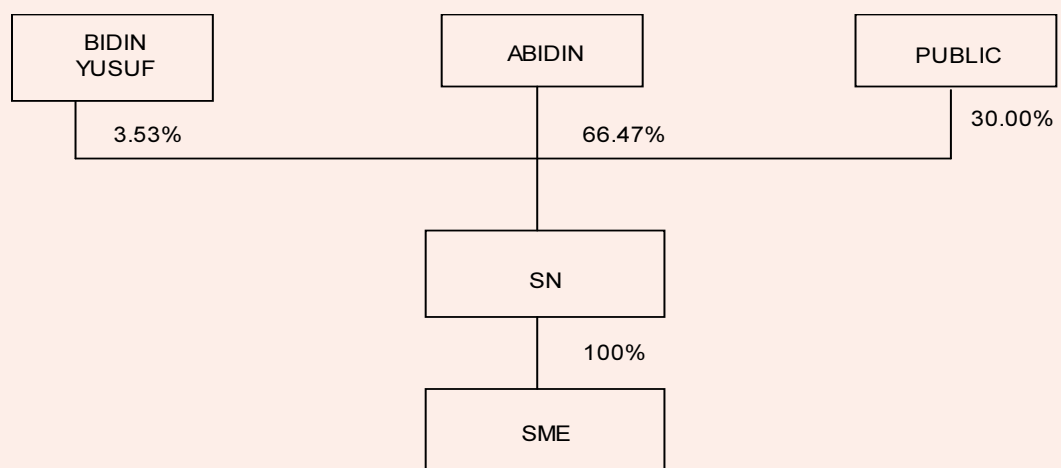 BIDIN
YUSUF
ABIDIN
PUBLIC
3.53%
66.47%
30.00%
SN
100%
SME